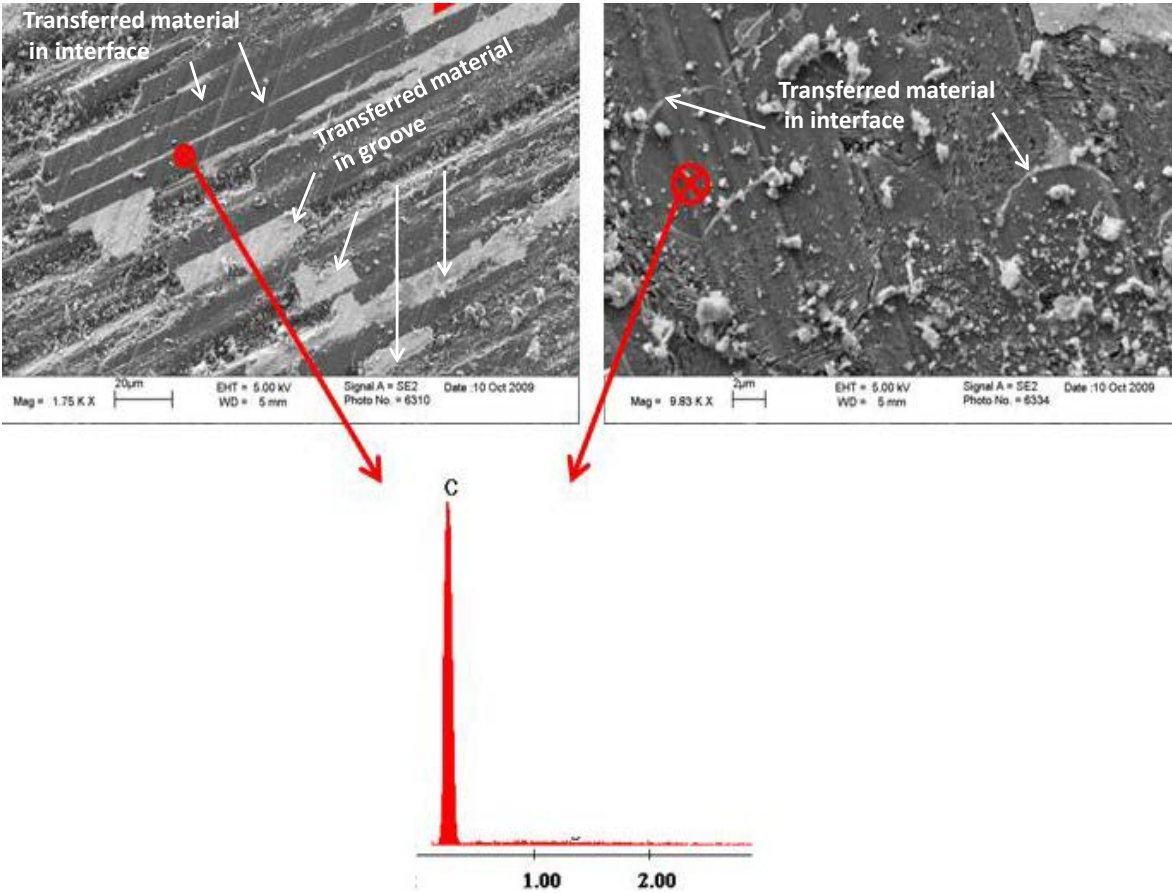 Transferred material
in interface
Transferred material
in groove
Mag = 1.75 K X
20µm
EHT = 5.00 kV
WD = 5 mm
Signal A = SE2
Photo No. = 6310
Date :10 Oct 2009
Transferred material
in interface
Mag = 9.83 K X
2µm
EHT = 5.00 kV
WD = 5 mm
Signal A = SE2
Photo No. = 6334
Date :10 Oct 2009
C
1.00 2.00